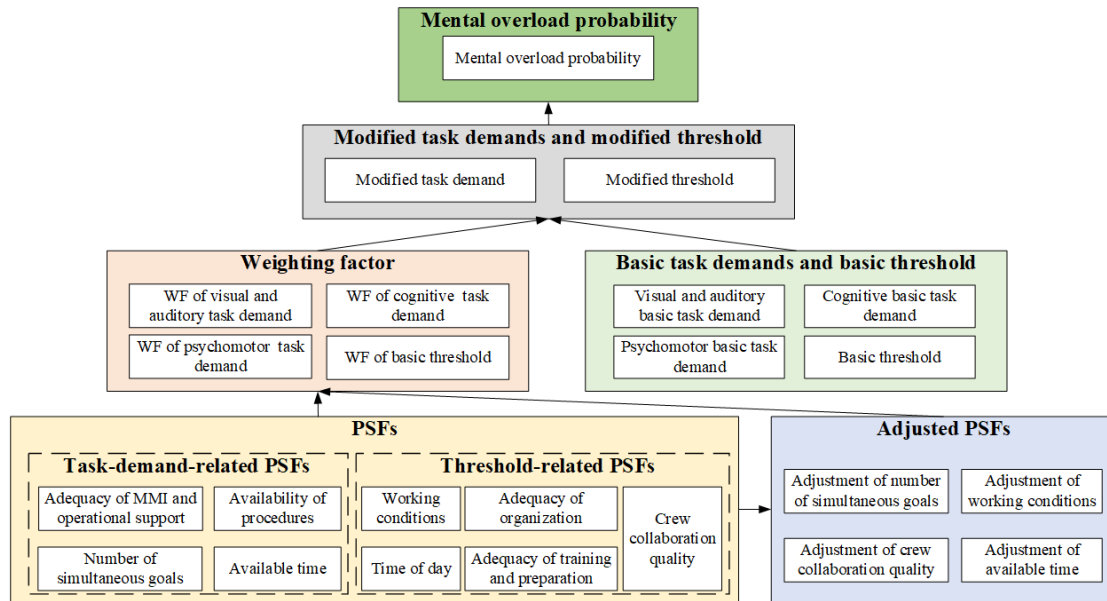 Mental overload probability
Mental overload probability
Modified task demands and modified threshold
Modified task demand
Modified threshold
Weighting factor
WF of visual and
auditory task demand
WF of cognitive task
demand
WF of psychomotor task
demand
WF of basic threshold
Basic task demands and basic threshold
Visual and auditory
basic task demand
Cognitive basic task
demand
Psychomotor basic task
demand
Basic threshold
PSFs
Task-demand-related PSFs
Adequacy of MMI and
operational support
Availability of
procedures
Number of
simultaneous goals
Available time
Threshold-related PSFs
Working
conditions
Adequacy of
organization
Crew
collaboration
quality
Time of day
Adequacy of training
and preparation
Adjusted PSFs
Adjustment of number
of simultaneous goals
Adjustment of
working conditions
Adjustment of crew
collaboration quality
Adjustment of
available time